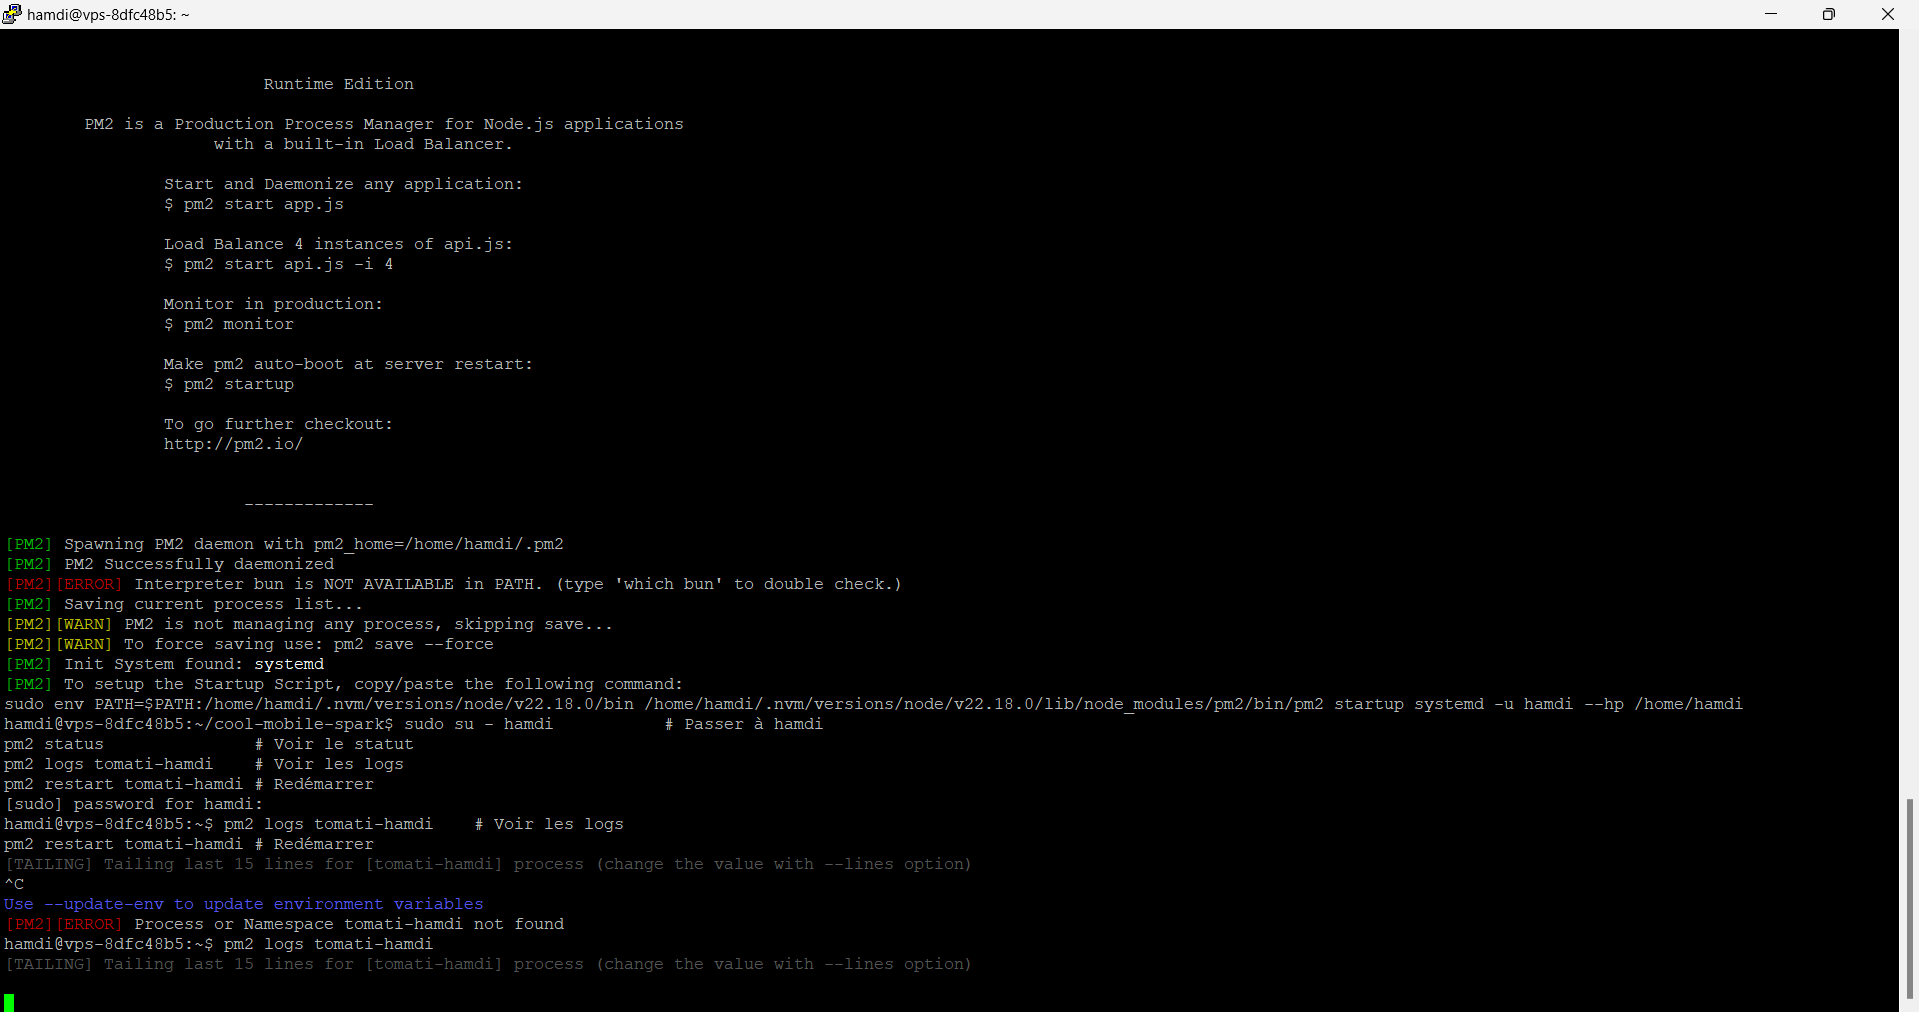 hamdi@vps-8dfc48b5: ~
Runtime Edition
PM2 is a Production Process Manager for Node.js applications
with a built-in Load Balancer.
Start and Daemonize any application:
$ pm2 start app.js
Load Balance 4 instances of api.js:
$ pm2 start api.js -i 4
Monitor in production:
$ pm2 monitor
Make pm2 auto-boot at server restart:
$ pm2 startup
To go further checkout:
http://pm2.io/
-------------
[PM2] Spawning PM2 daemon with pm2_home=/home/hamdi/.pm2
[PM2] PM2 Successfully daemonized
[PM2][ERROR] Interpreter bun is NOT AVAILABLE in PATH. (type 'which bun' to double check.)
[PM2] Saving current process list...
[PM2][WARN] PM2 is not managing any process, skipping save...
[PM2][WARN] To force saving use: pm2 save --force
[PM2] Init System found: systemd
[PM2] To setup the Startup Script, copy/paste the following command:
sudo env PATH=$PATH:/home/hamdi/.nvm/versions/node/v22.18.0/bin /home/hamdi/.nvm/versions/node/v22.18.0/lib/node_modules/pm2/bin/pm2 startup systemd -u hamdi --hp /home/hamdi
hamdi@vps-8dfc48b5:~/cool-mobile-spark$ sudo su - hamdi           # Passer à hamdi
pm2 status               # Voir le statut
pm2 logs tomati-hamdi    # Voir les logs
pm2 restart tomati-hamdi # Redémarrer
[sudo] password for hamdi:
hamdi@vps-8dfc48b5:~$ pm2 logs tomati-hamdi    # Voir les logs
pm2 restart tomati-hamdi # Redémarrer
[TAILING] Tailing last 15 lines for [tomati-hamdi] process (change the value with --lines option)
^C
Use --update-env to update environment variables
[PM2][ERROR] Process or Namespace tomati-hamdi not found
hamdi@vps-8dfc48b5:~$ pm2 logs tomati-hamdi
[TAILING] Tailing last 15 lines for [tomati-hamdi] process (change the value with --lines option)